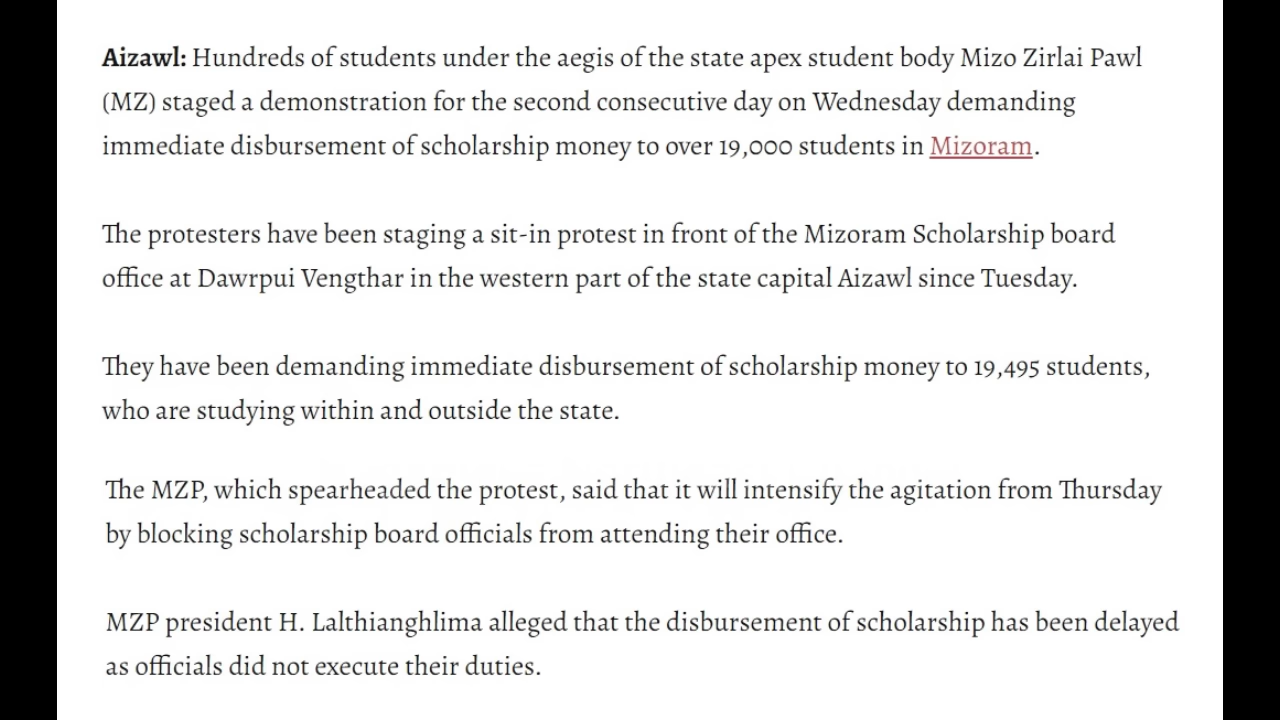 Aizawl: Hundreds of students under the aegis of the state apex student body Mizo Zirlai Pawl
(MZ) staged a demonstration for the second consecutive day on Wednesday demanding
immediate disbursement of scholarship money to over 19,000 students in Mizoram.
The protesters have been staging a sit-in protest in front of the Mizoram Scholarship board
office at Dawrpui Vengthar in the western part of the state capital Aizawl since Tuesday.
They have been demanding immediate disbursement of scholarship money to 19,495 students,
who are studying within and outside the state.
The MZP, which spearheaded the protest, said that it will intensify the agitation from Thursday
by blocking scholarship board officials from attending their office.
MZP president H. Lalthianghlima alleged that the disbursement of scholarship has been delayed
as officials did not execute their duties.